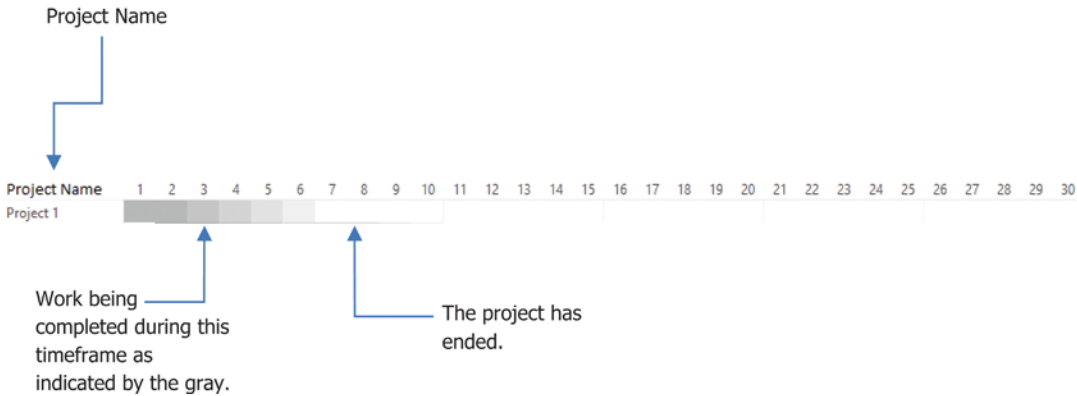 Project Name
Project Name 1 2 3 4 5 6 7 8 9 10 11 12 13 14 15 16 17 18 19 20 21 22 23 24 25 26 27 28 29 30
Project 1
Work being
completed during this
timeframe as
indicated by the gray.
The project has
ended.